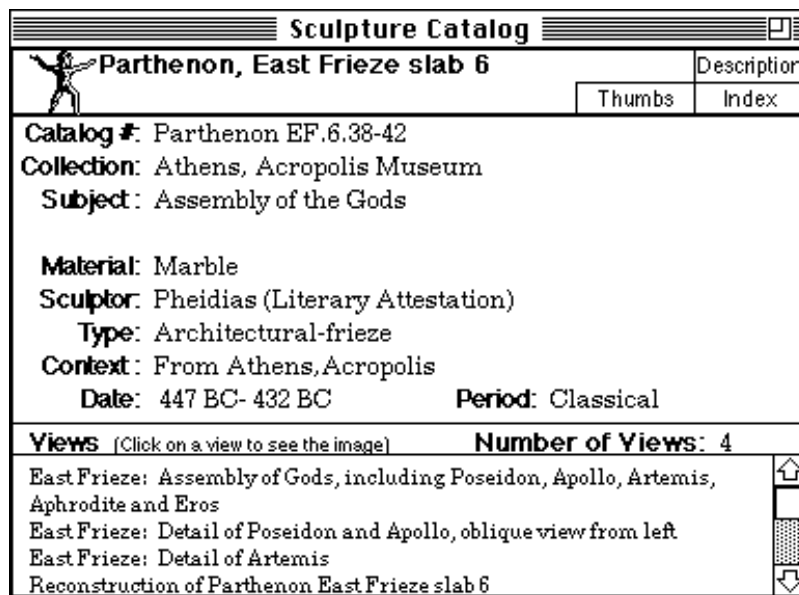 Sculpture Catalog
Parthenon, East Frieze slab 6
Description
Thumbs Index
Catalog #: Parthenon EF.6.38-42
Collection: Athens, Acropolis Museum
Subject: Assembly of the Gods
Material: Marble
Sculptor: Pheidias (Literary Attestation)
Type: Architectural-frieze
Context: From Athens, Acropolis
Date: 447 BC- 432 BC Period: Classical
Views (Click on a view to see the image) Number of Views: 4
East Frieze: Assembly of Gods, including Poseidon, Apollo, Artemis,
Aphrodite and Eros
East Frieze: Detail of Poseidon and Apollo, oblique view from left
East Frieze: Detail of Artemis
Reconstruction of Parthenon East Frieze slab 6